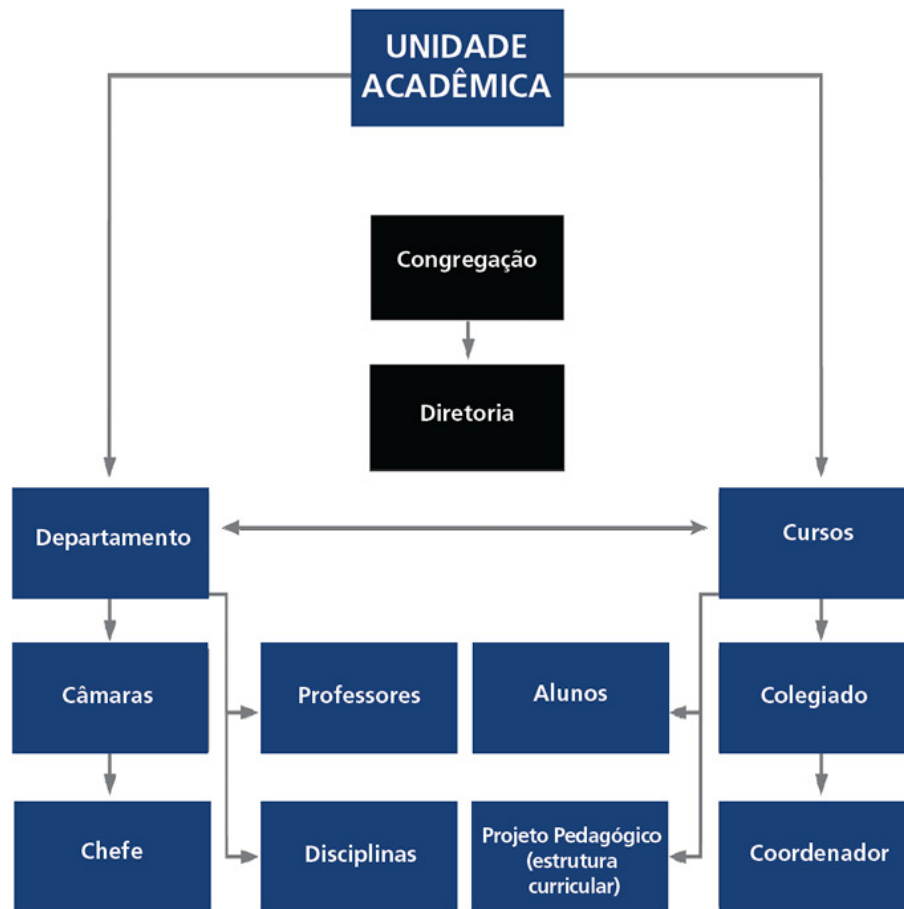 UNIDADE
ACADÊMICA
Congregação
Diretoria
Departamento
Cursos
Câmaras
Professores
Alunos
Colegiado
Chefe
Disciplinas
Projeto Pedagógico
(estrutura
curricular)
Coordenador